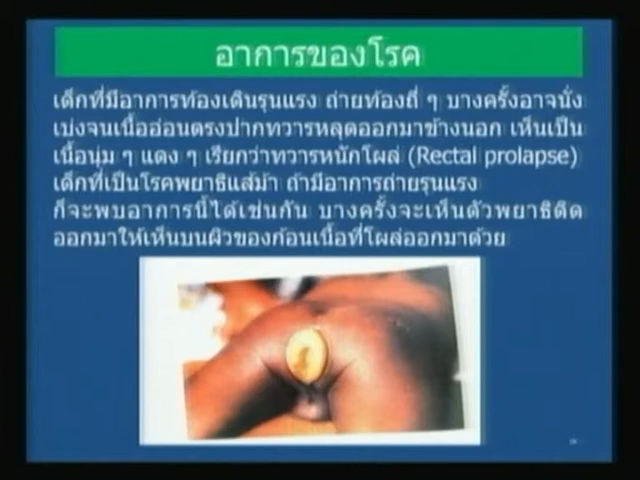 อาการของโรค
เด็กที่มีอาการท้องเดินรุนแรง ถ่ายท้องถี่ ๆ บางครั้งอาจนั่ง
เบ่งจนเนื้ออ่อนตรงปากทวารหลุดออกมาข้างนอก เห็นเป็น
เนื้อนุ่ม ๆ แดง ๆ เรียกว่าทวารหนักโผล่ (Rectal prolapse)
เด็กที่เป็นโรคพยาธิแส้ม้า ถ้ามีอาการถ่ายรุนแรง
ก็จะพบอาการนี้ได้เช่นกัน บางครั้งจะเห็นตัวพยาธิติด
ออกมาให้เห็นบนผิวของก้อนเนื้อที่โผล่ออกมาด้วย